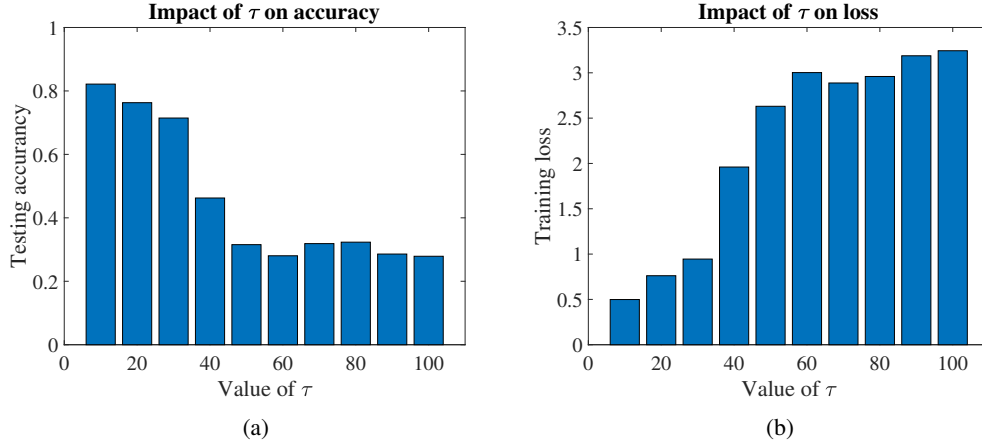 Impact of τ on accuracy
1
0.8
0.6
0.4
0.2
0
Testing accurancy
0 20 40 60 80 100
Value of τ
(a)
Impact of τ on loss
3.5
3
2.5
2
1.5
1
0.5
0
Training loss
0 20 40 60 80 100
Value of τ
(b)